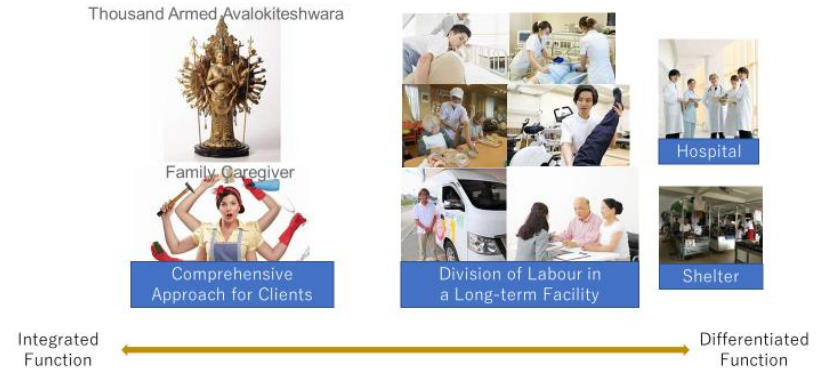 Thousand Armed Avalokiteshwara
Family Caregiver
Comprehensive
Approach for Clients
Division of Labour in
a Long-term Facility
Hospital
Shelter
Integrated
Function
Differentiated
Function